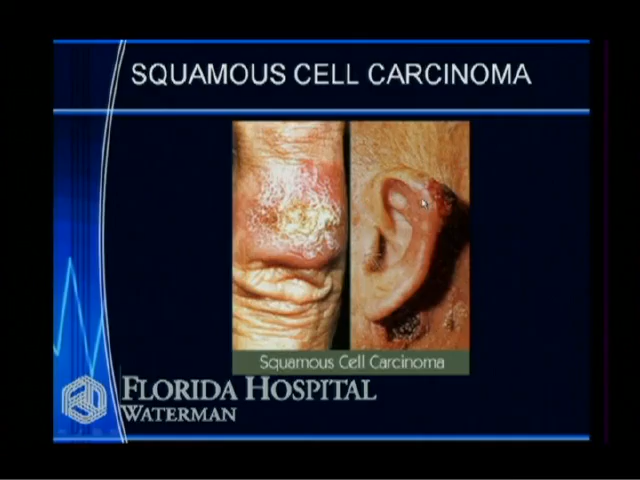 SQUAMOUS CELL CARCINOMA
Squamous Cell Carcinoma
FLORIDA HOSPITAL
WATERMAN